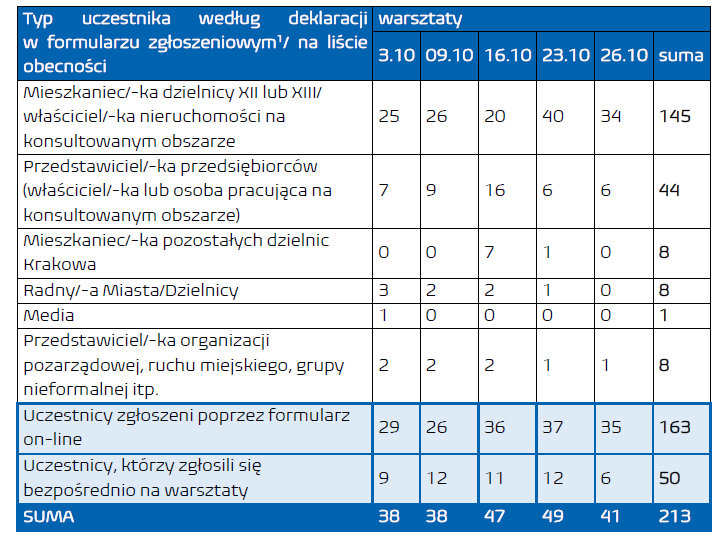 Typ uczestnika według deklaracji w formularzu zgłoszeniowym¹/ na liście obecności | warsztaty
3.10 | 09.10 | 16.10 | 23.10 | 26.10 | suma
Mieszkaniec/-ka dzielnicy XII lub XIII/
właściciel/-ka nieruchomości na
konsultowanym obszarze | 25 | 26 | 20 | 40 | 34 | 145
Przedstawiciel/-ka przedsiębiorców
(właściciel/-ka lub osoba pracująca na
konsultowanym obszarze) | 7 | 9 | 16 | 6 | 6 | 44
Mieszkaniec/-ka pozostałych dzielnic
Krakowa | 0 | 0 | 7 | 1 | 0 | 8
Radny/-a Miasta/Dzielnicy | 3 | 2 | 2 | 1 | 0 | 8
Media | 1 | 0 | 0 | 0 | 0 | 1
Przedstawiciel/-ka organizacji
pozarządowej, ruchu miejskiego, grupy
nieformalnej itp. | 2 | 2 | 2 | 1 | 1 | 8
Uczestnicy zgłoszeni poprzez formularz
on-line | 29 | 26 | 36 | 37 | 35 | 163
Uczestnicy, którzy zgłosili się
bezpośrednio na warsztaty | 9 | 12 | 11 | 12 | 6 | 50
SUMA | 38 | 38 | 47 | 49 | 41 | 213